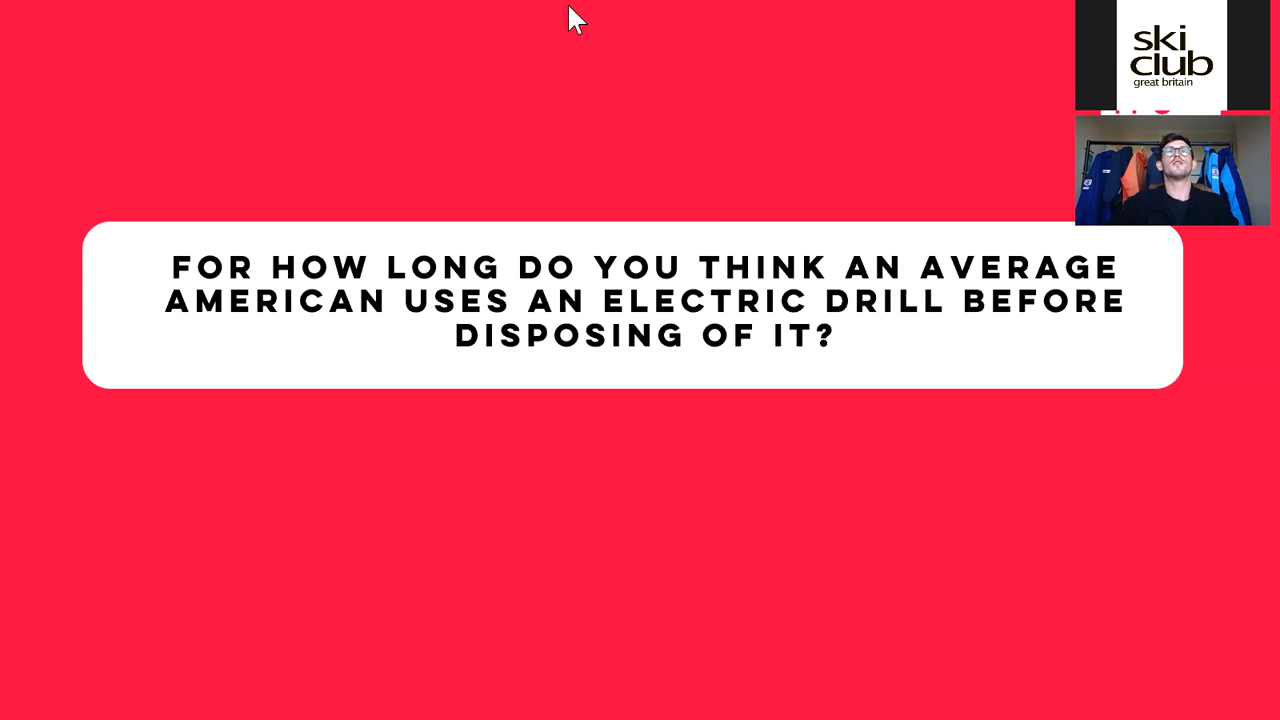 ski
club
great britain
FOR HOW LONG DO YOU THINK AN AVERAGE
AMERICAN USES AN ELECTRIC DRILL BEFORE
DISPOSING OF IT?